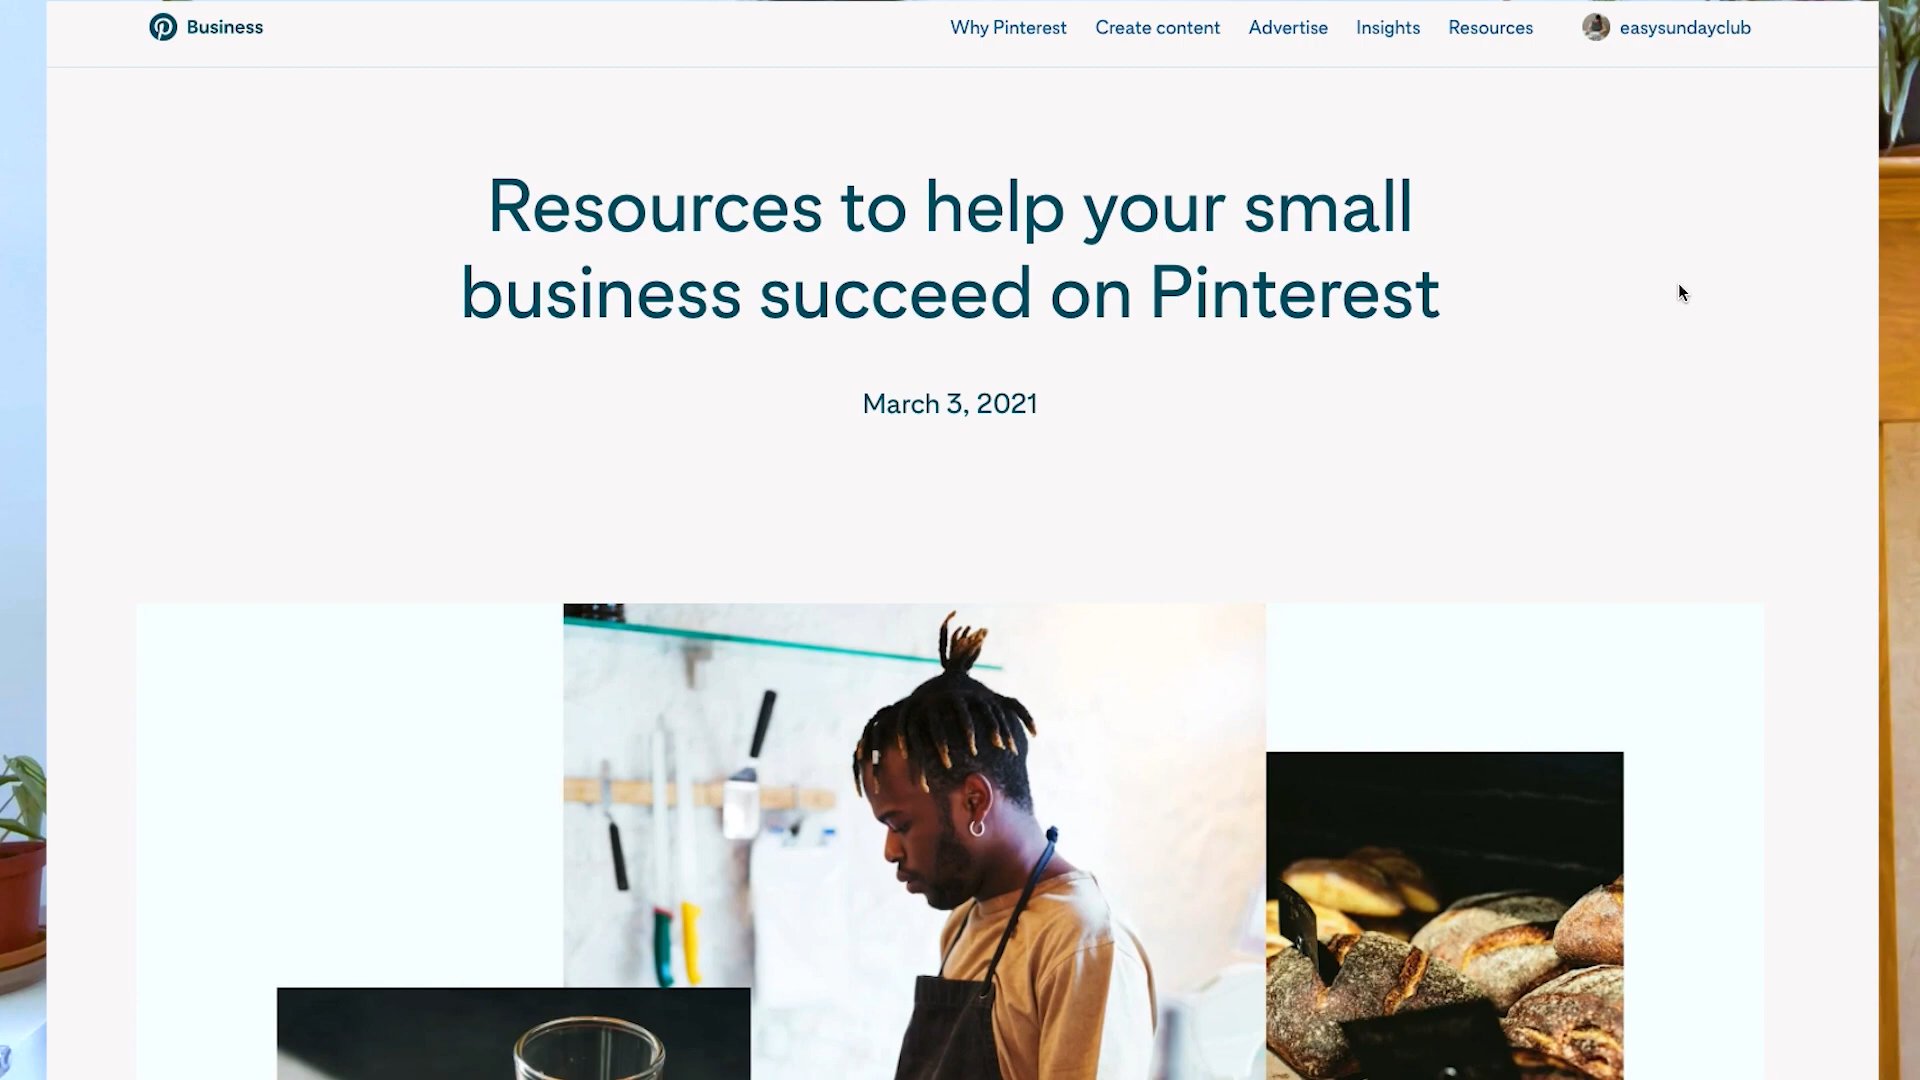 Business
Why Pinterest Create content Advertise Insights Resources easysundayclub
Resources to help your small
business succeed on Pinterest
March 3, 2021